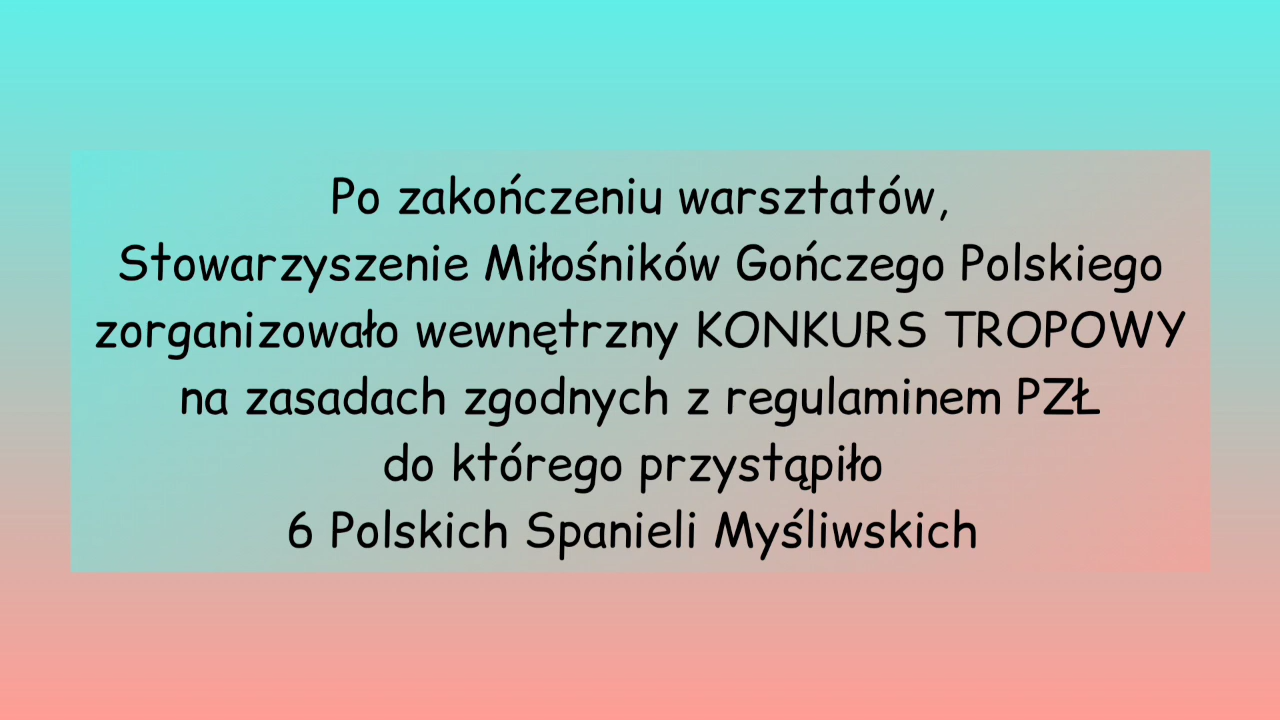 Po zakończeniu warsztatów,
Stowarzyszenie Miłośników Gończego Polskiego
zorganizowało wewnętrzny KONKURS TROPOWY
na zasadach zgodnych z regulaminem PZŁ
do którego przystąpiło
6 Polskich Spanieli Myśliwskich